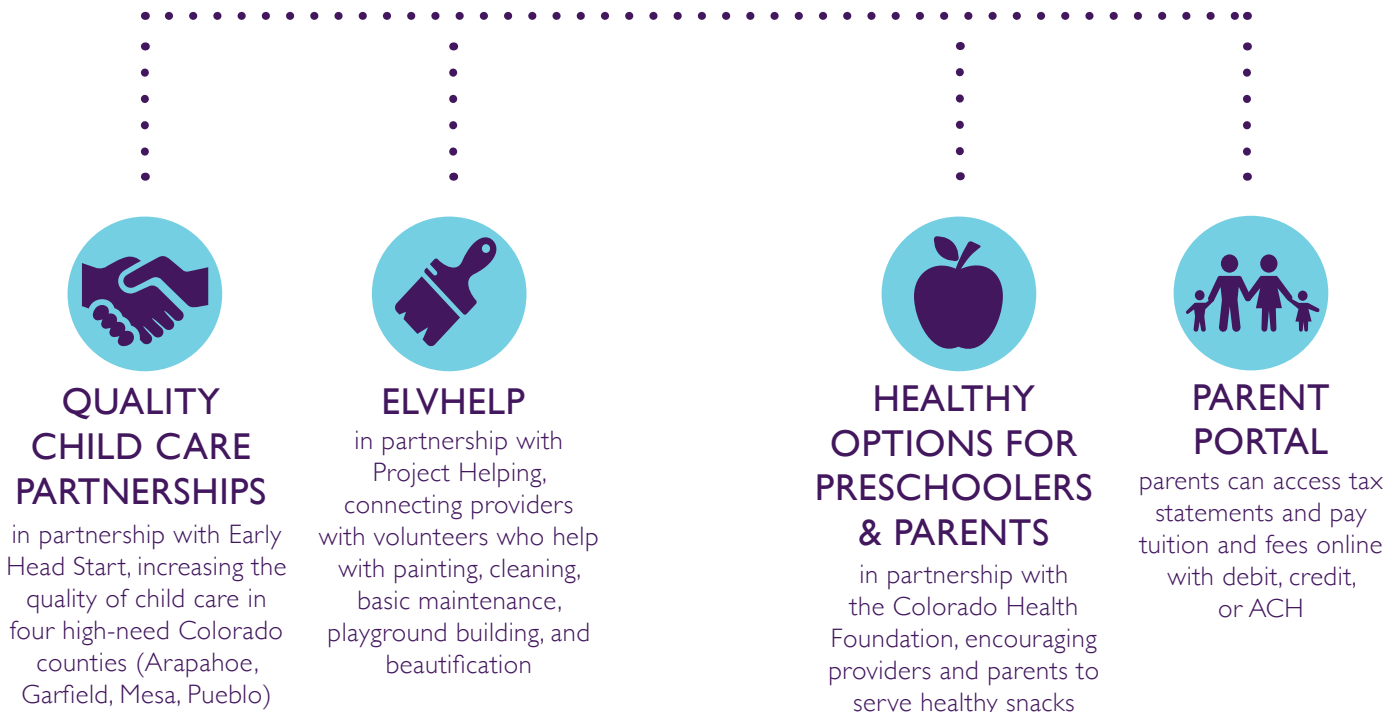 QUALITY
CHILD CARE
PARTNERSHIPS
in partnership with Early
Head Start, increasing the
quality of child care in
four high-need Colorado
counties (Arapahoe,
Garfield, Mesa, Pueblo)
ELVHELP
in partnership with
Project Helping,
connecting providers
with volunteers who help
with painting, cleaning,
basic maintenance,
playground building, and
beautification
HEALTHY
OPTIONS FOR
PRESCHOOLERS
& PARENTS
in partnership with
the Colorado Health
Foundation, encouraging
providers and parents to
serve healthy snacks
PARENT
PORTAL
parents can access tax
statements and pay
tuition and fees online
with debit, credit,
or ACH